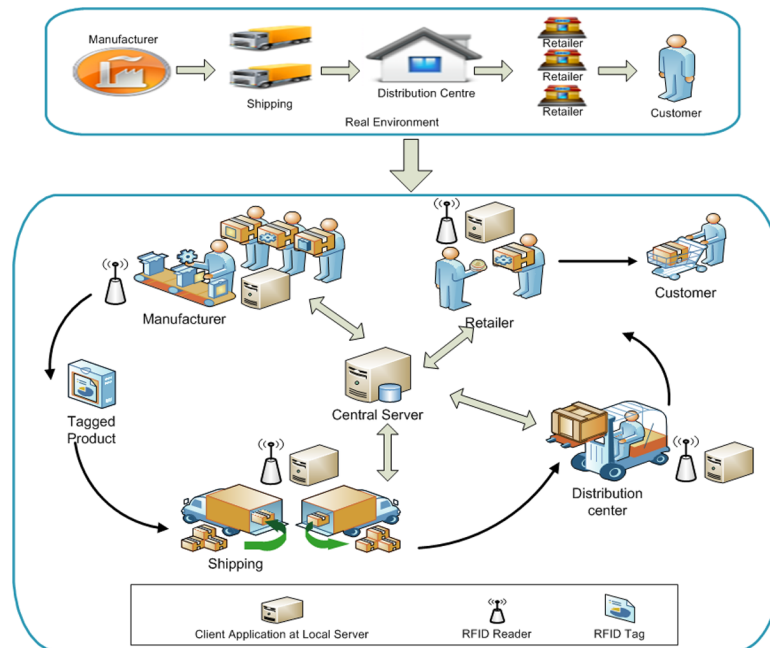 Manufacturer
Shipping
Distribution Centre
Retailer
Retailer
Retailer
Customer
Real Environment
Manufacturer
Retailer
Customer
Tagged
Product
Central Server
Shipping
Distribution
center
Client Application at Local Server
RFID Reader
RFID Tag